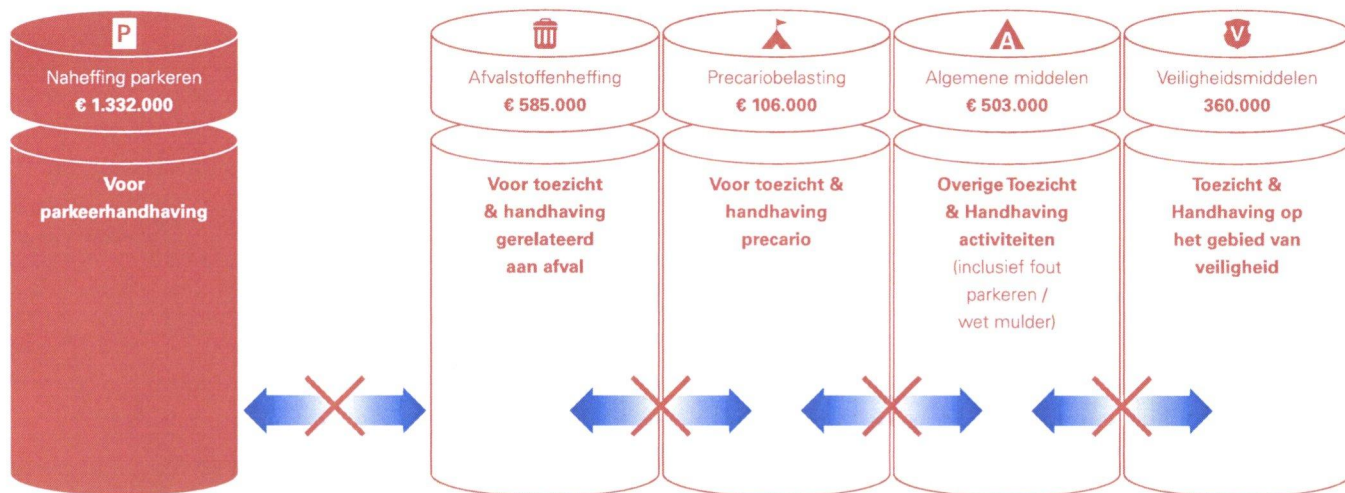 P
Naheffing parkeren
€ 1.332.000
Voor
parkeerhandhaving
Afvalstoffenheffing
€ 585.000
Voor toezicht
& handhaving
gerelateerd
aan afval
Precariobelasting
€ 106.000
Voor toezicht &
handhaving
precario
A
Algemene middelen
€ 503.000
Overige Toezicht
& Handhaving
activiteiten
(inclusief fout
parkeren /
wet mulder)
V
Veiligheidsmiddelen
360.000
Toezicht &
Handhaving op
het gebied van
veiligheid